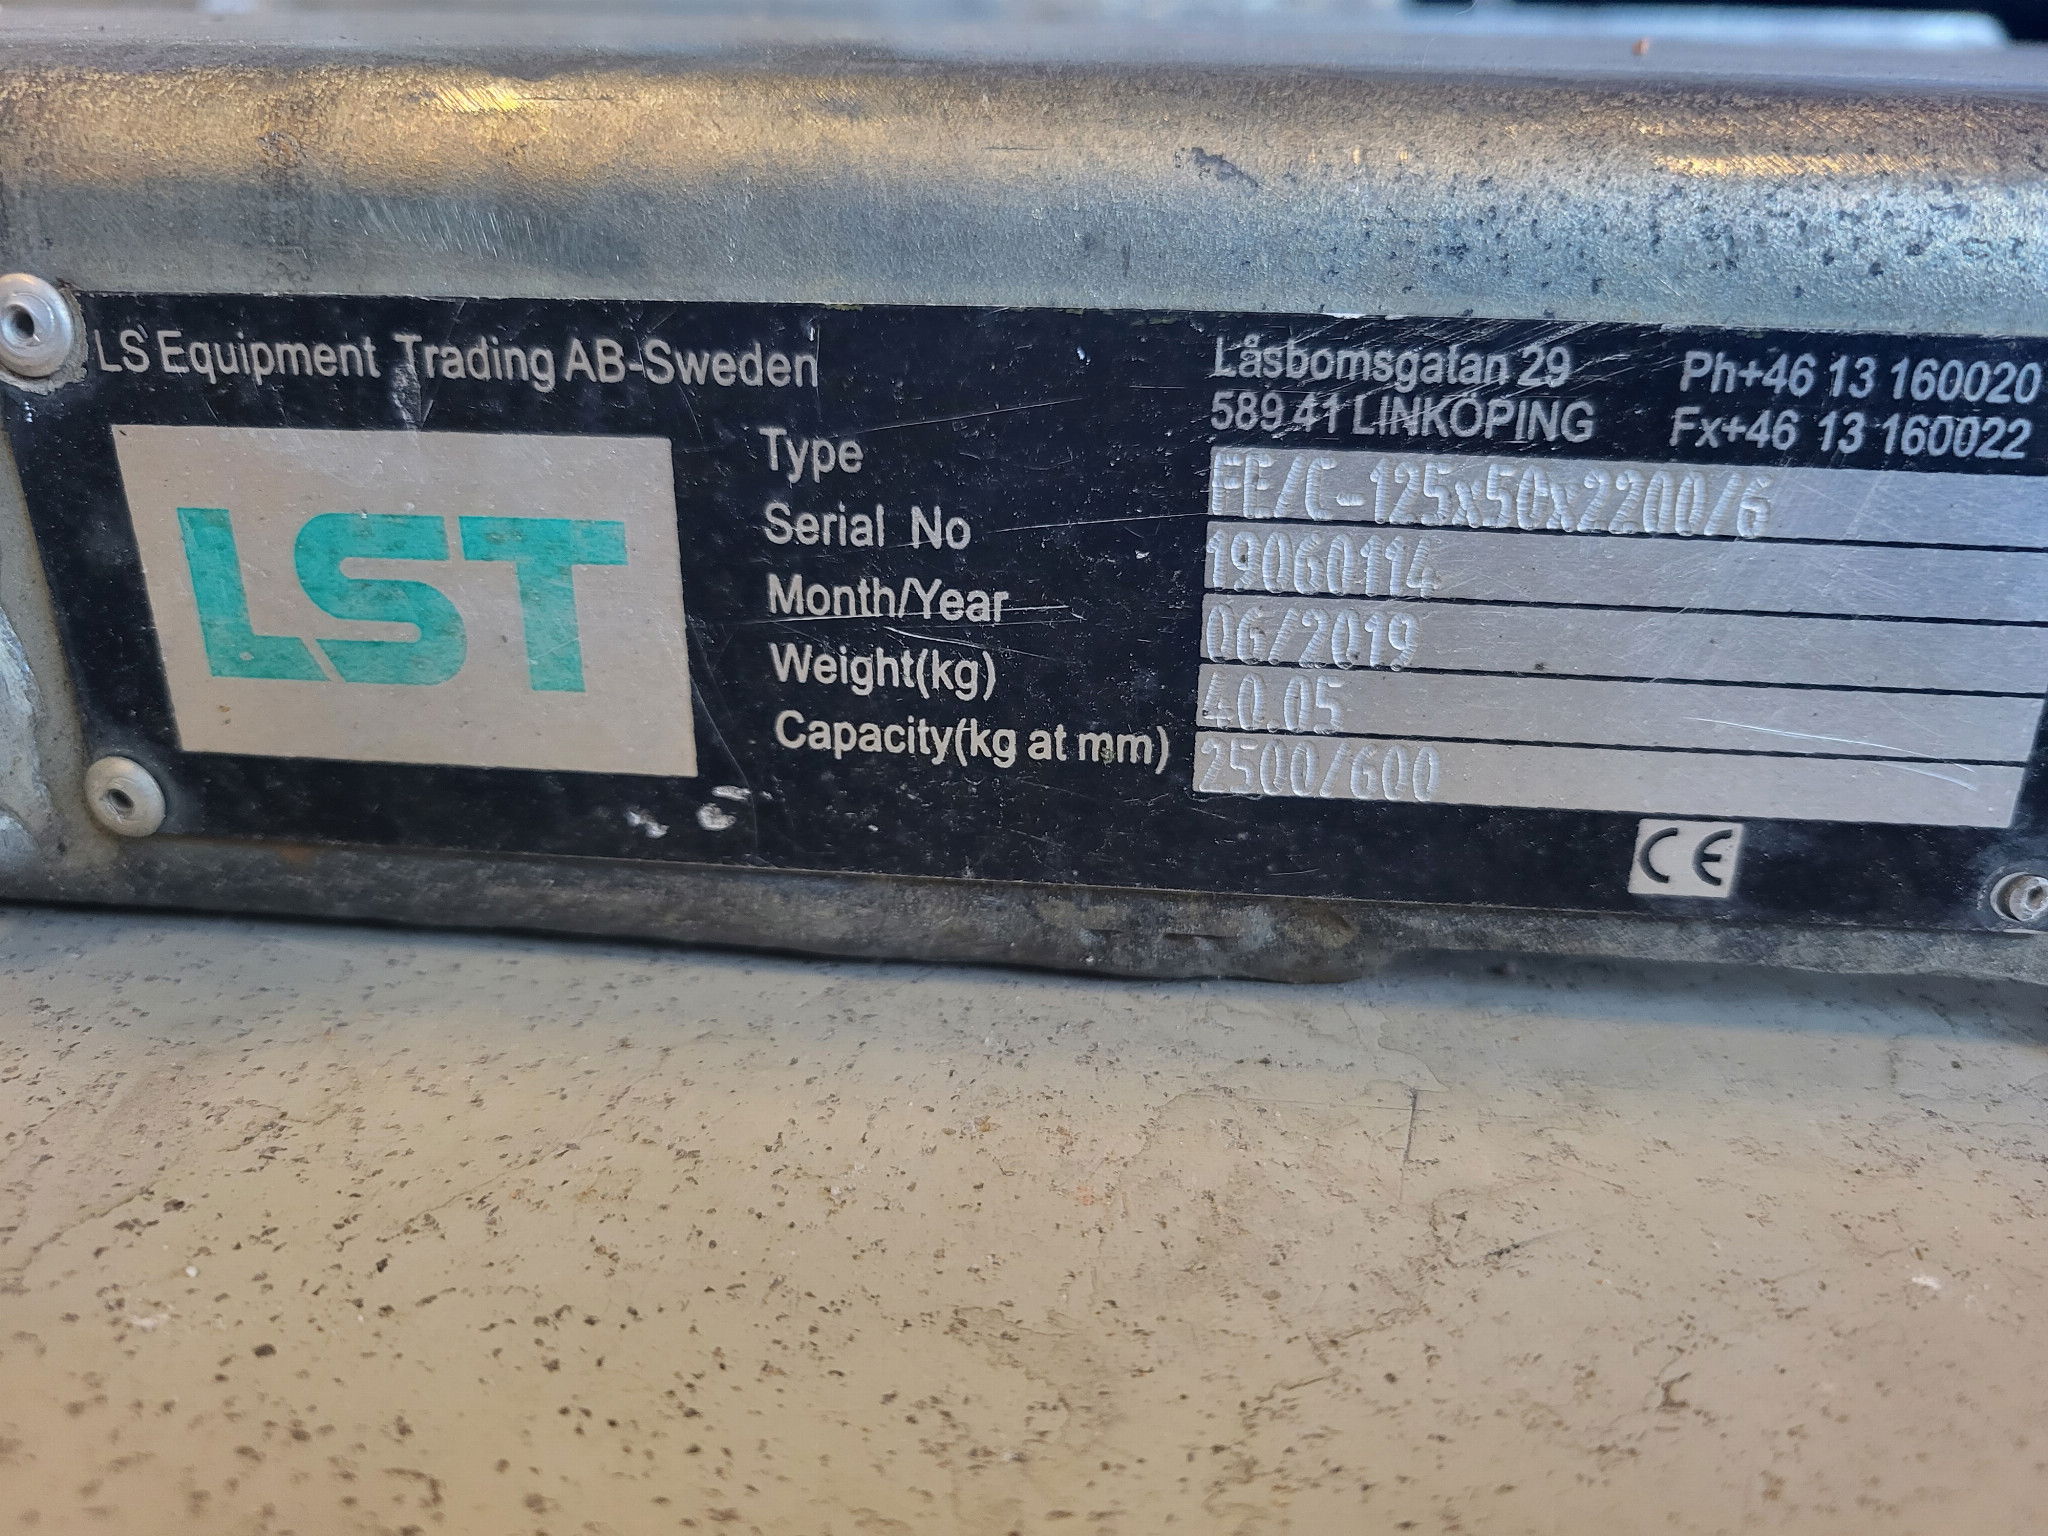 LS Equipment Trading AB-Sweden
Låsbomsgatan 29
589 41 LINKÖPING
Ph+46 13 160020
Fx+46 13 160022
LST
Type FE/C-125x50x2200/6
Serial No 19060114
Month/Year 06/2019
Weight(kg) 40.05
Capacity(kg at mm) 2500/600
CE